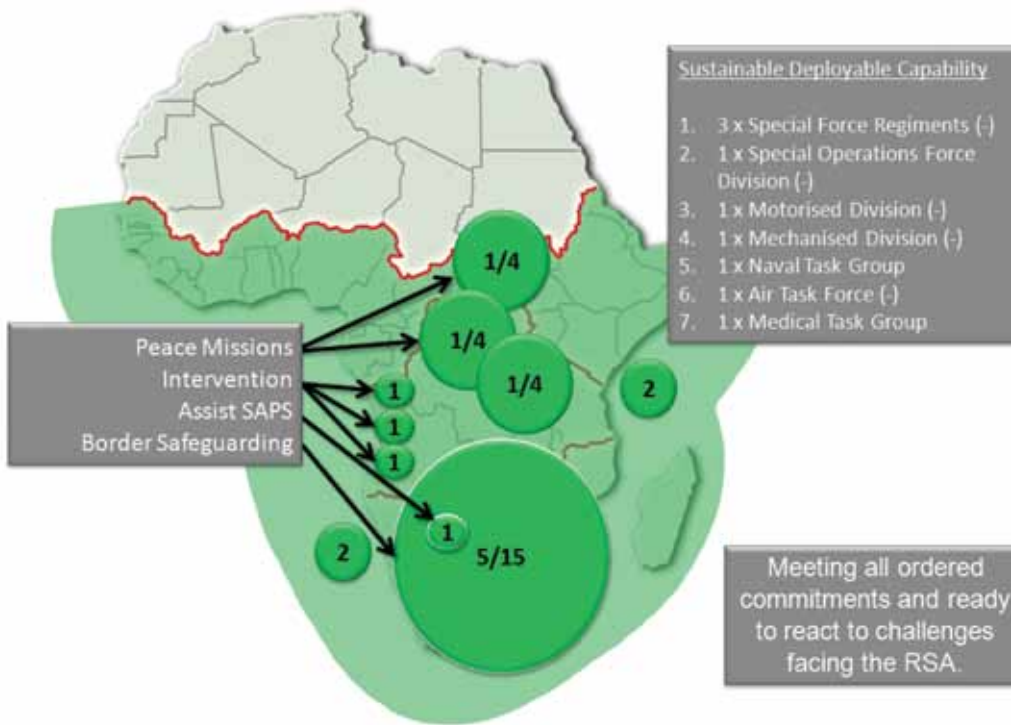 Sustainable Deployable Capability
1. 3 x Special Force Regiments (-)
2. 1 x Special Operations Force
Division (-)
3. 1 x Motorised Division (-)
4. 1 x Mechanised Division (-)
5. 1 x Naval Task Group
6. 1 x Air Task Force (-)
7. 1 x Medical Task Group
1/4
1/4
1/4
Peace Missions
Intervention
Assist SAPS
Border Safeguarding
1
1
1
2
1
5/15
2
Meeting all ordered
commitments and ready
to react to challenges
facing the RSA.